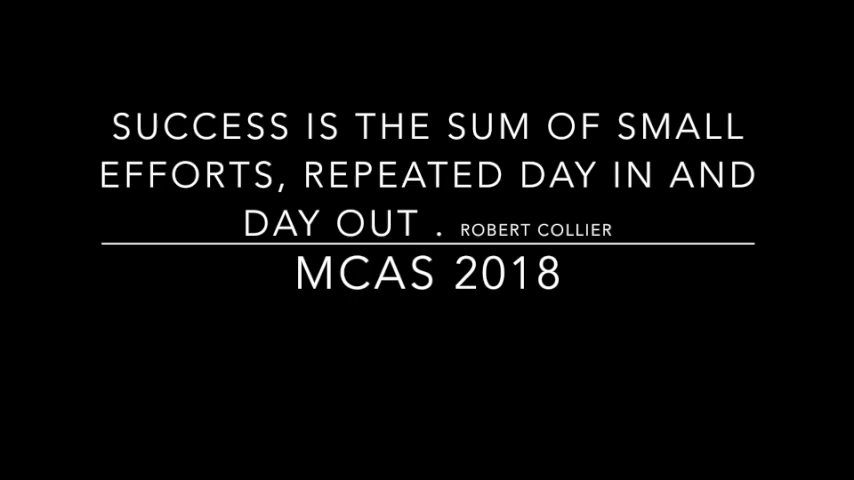 SUCCESS IS THE SUM OF SMALL
EFFORTS, REPEATED DAY IN AND
DAY OUT . ROBERT COLLIER
MCAS 2018